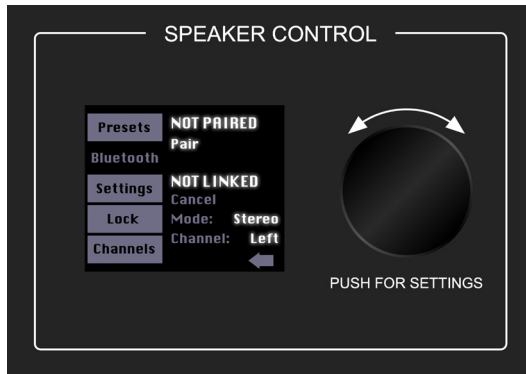 SPEAKER CONTROL
Presets
Bluetooth
Settings
Lock
Channels
NOT PAIRED
Pair
NOT LINKED
Cancel
Mode: Stereo
Channel: Left
PUSH FOR SETTINGS